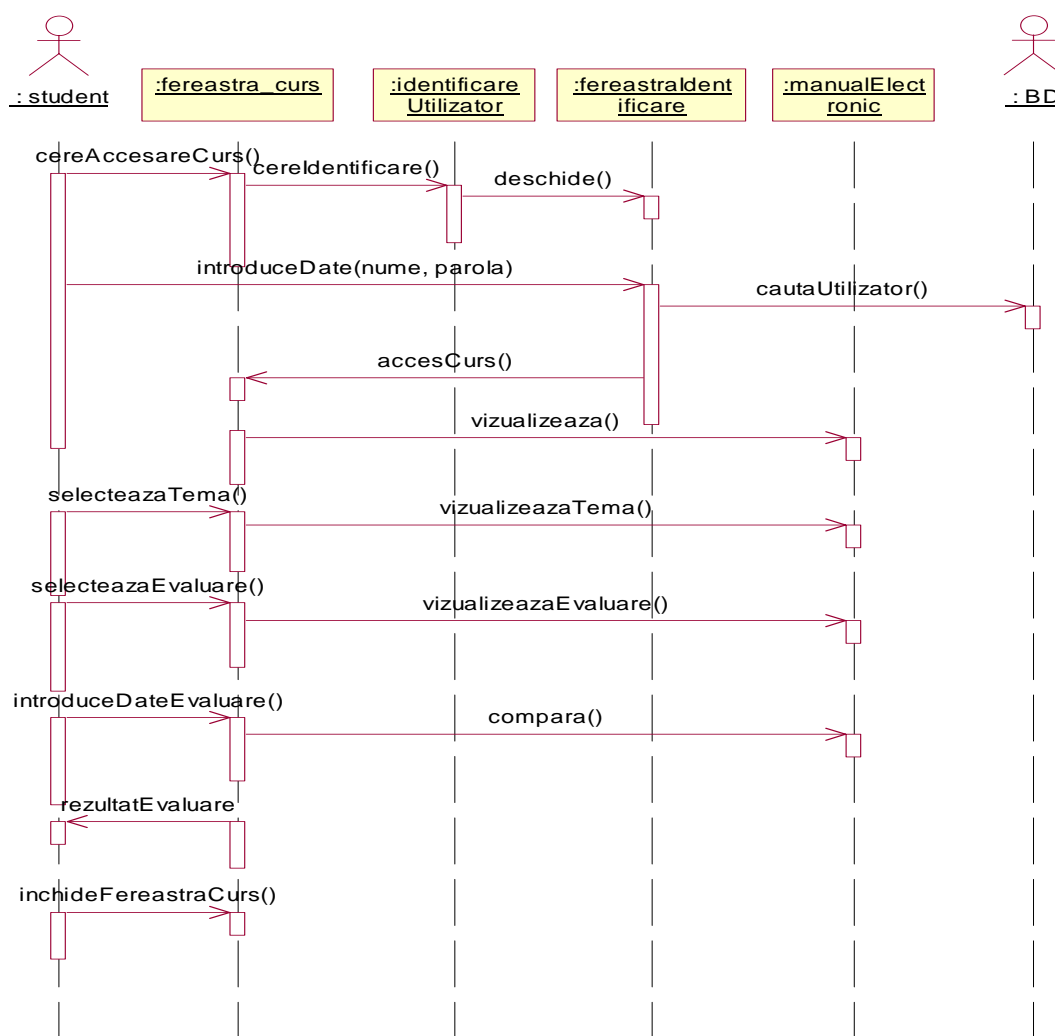 : student
:fereastra_curs
:identificare
Utilizator
:fereastraIdent
ificare
:manualElect
ronic
: BD
cereAccesareCurs()
cereIdentificare()
deschide()
introduceDate(nume, parola)
cautaUtilizator()
accesCurs()
vizualizeaza()
selecteazaTema()
vizualizeazaTema()
selecteazaEvaluare()
vizualizeazaEvaluare()
introduceDateEvaluare()
compara()
rezultatEvaluare
inchideFereastraCurs()